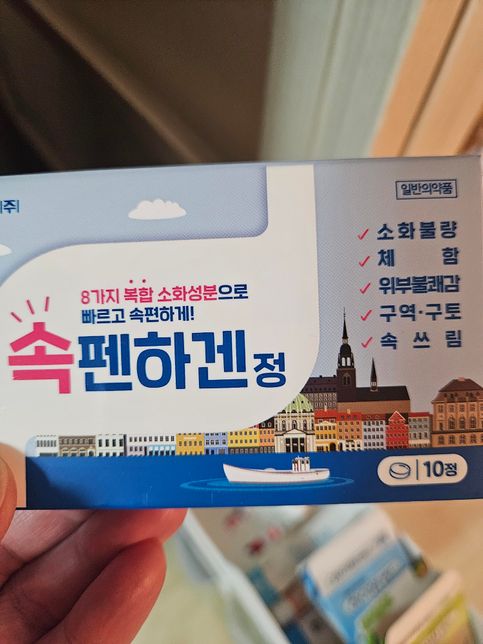 (주)
일반의약품
8가지 복합 소화성분으로
빠르고 속편하게!
속펜하겐정
✓ 소화불량
✓ 체함
✓ 위부불쾌감
✓ 구역·구토
✓ 속쓰림
10정